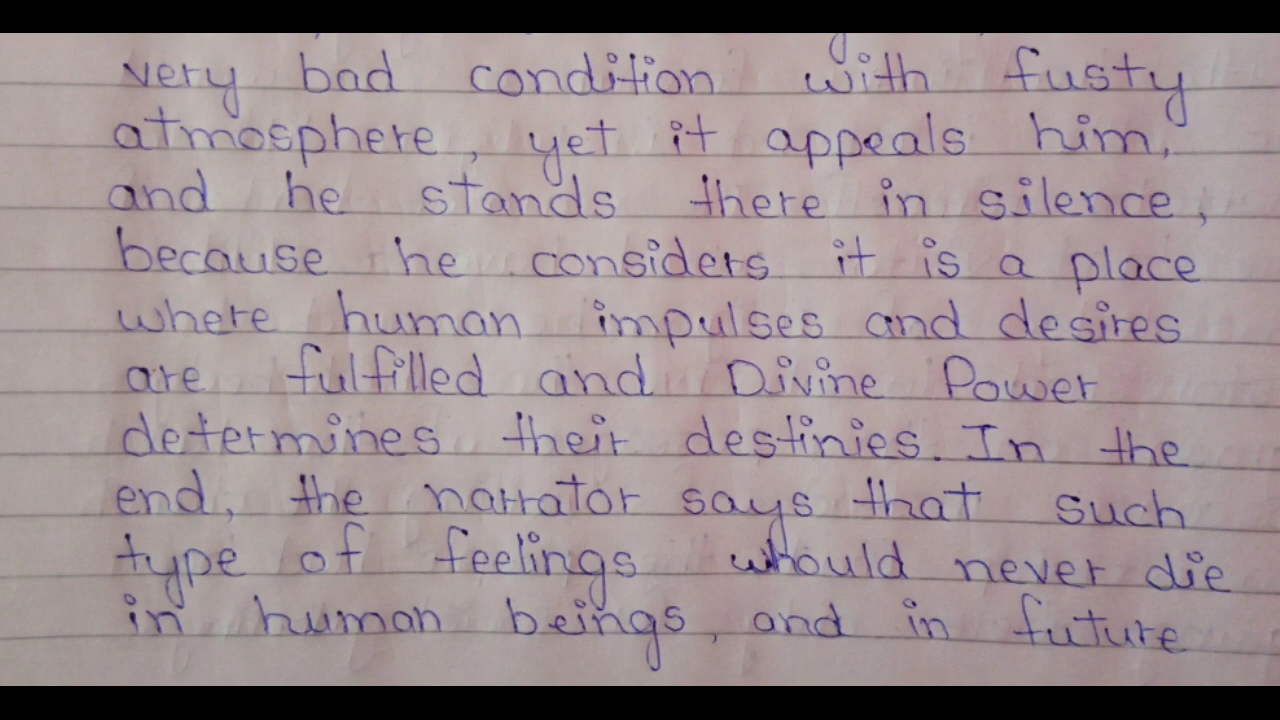 very bad condition with fusty
atmosphere, yet it appeals him,
and he stands there in silence,
because he considers it is a place
where human impulses and desires
are fulfilled and Divine Power
determines their destinies. In the
end, the narrator says that such
type of feelings whould never die
in human beings, and in future